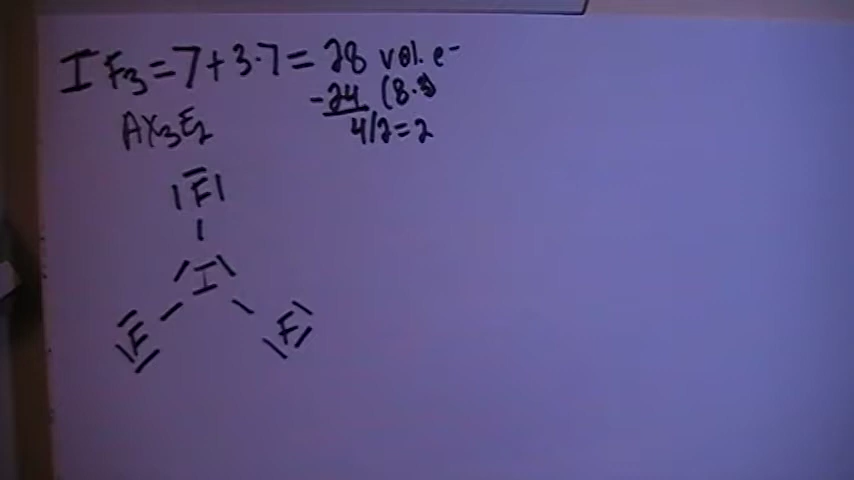 IF3 = 7 + 3·7 = 28 val. e-
-24 (8·3
AX3E2
4/2 = 2
|F|
I
F
F